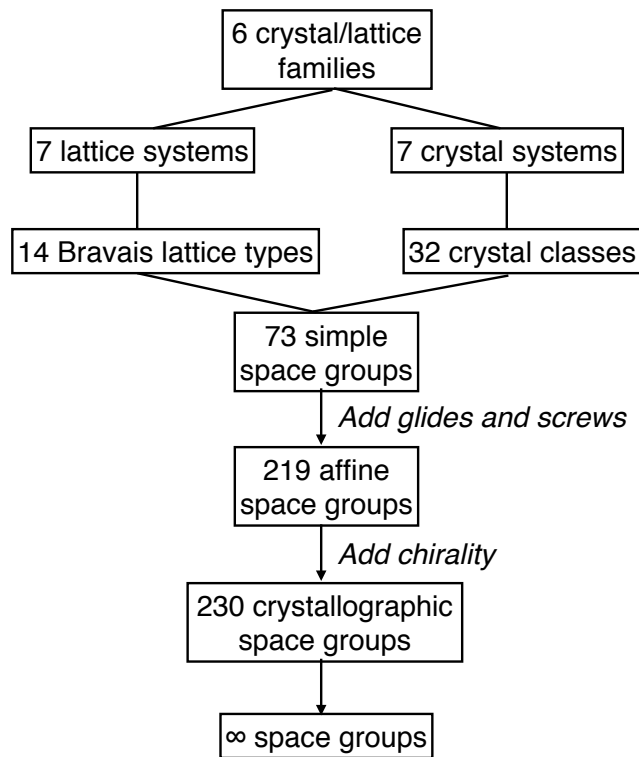 6 crystal/lattice
families
7 lattice systems
7 crystal systems
14 Bravais lattice types
32 crystal classes
73 simple
space groups
Add glides and screws
219 affine
space groups
Add chirality
230 crystallographic
space groups
∞ space groups